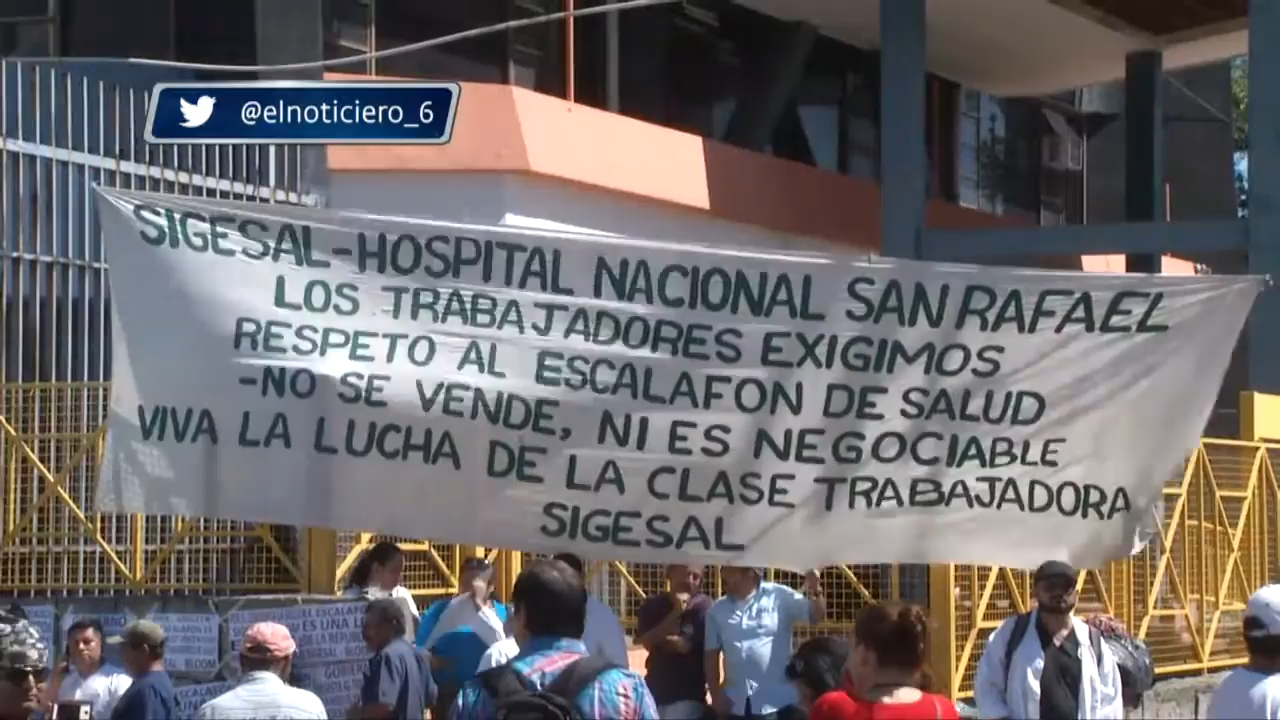 @elnoticiero_6
SIGESAL-HOSPITAL NACIONAL SAN RAFAEL
LOS TRABAJADORES EXIGIMOS
RESPETO AL ESCALAFON DE SALUD
-NO SE VENDE, NI ES NEGOCIABLE
VIVA LA LUCHA DE LA CLASE TRABAJADORA
SIGESAL